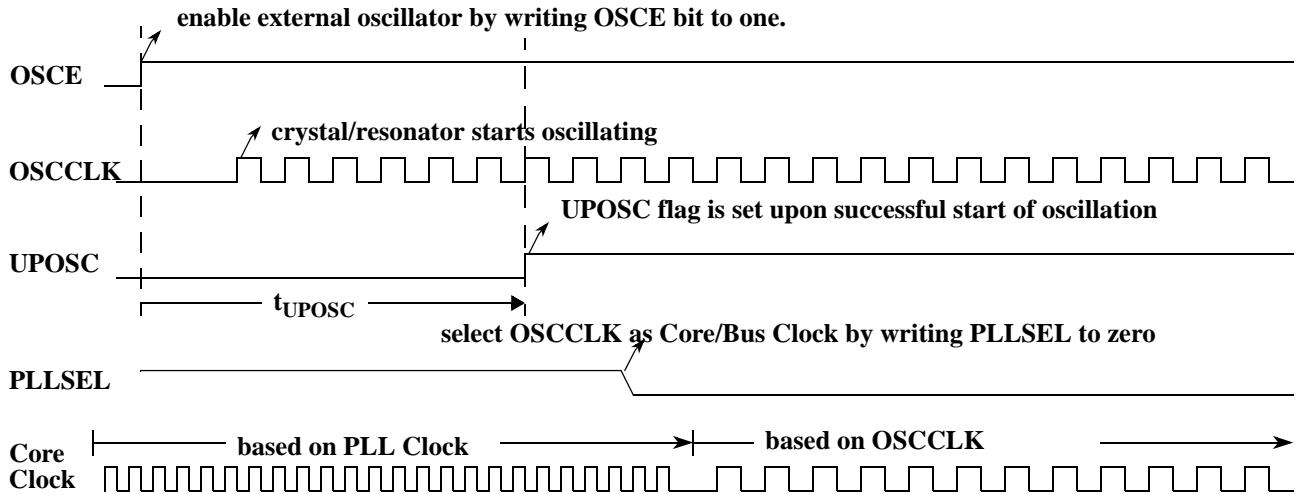 enable external oscillator by writing OSCE bit to one.
OSCE
crystal/resonator starts oscillating
OSCCLK
UPOSC flag is set upon successful start of oscillation
UPOSC
tUPOSC
select OSCCLK as Core/Bus Clock by writing PLLSEL to zero
PLLSEL
based on PLL Clock
based on OSCCLK
Core
Clock